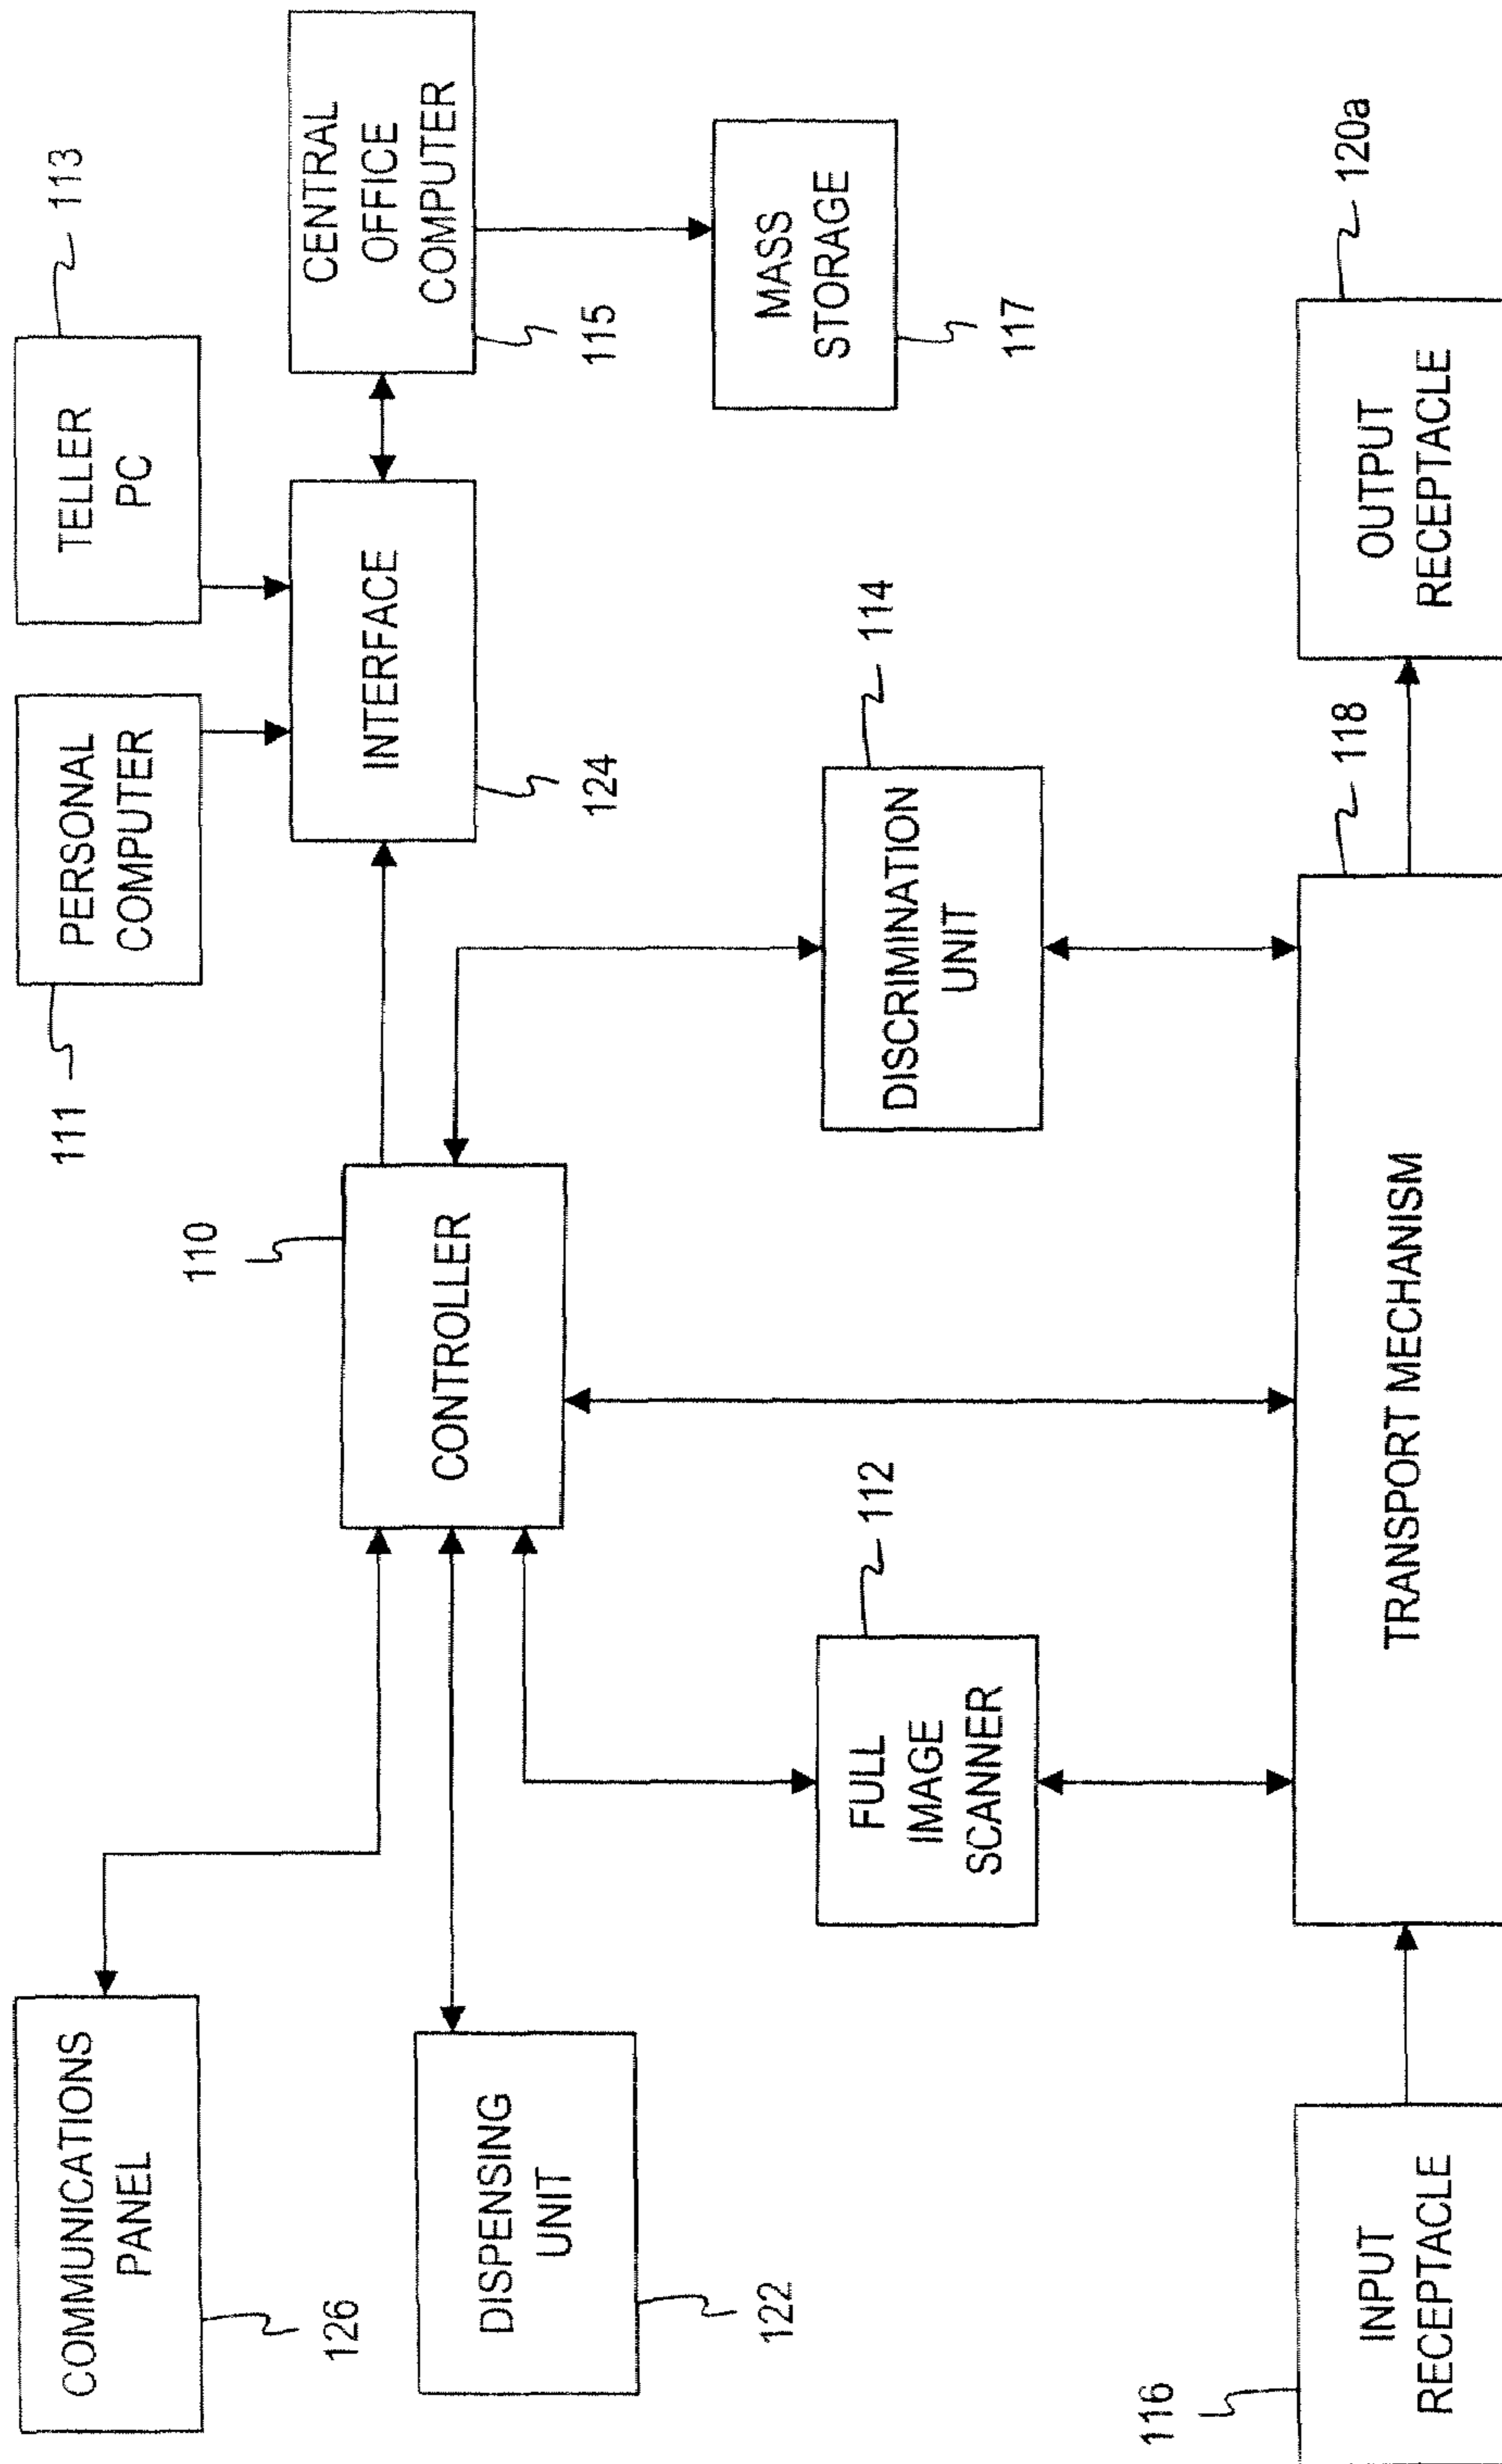 COMMUNICATIONS
PANEL
126
DISPENSING
UNIT
122
PERSONAL
COMPUTER
111
TELLER
PC
113
INTERFACE
124
CENTRAL
OFFICE
COMPUTER
115
MASS
STORAGE
117
110
CONTROLLER
FULL
IMAGE
SCANNER
112
DISCRIMINATION
UNIT
114
INPUT
RECEPTACLE
116
TRANSPORT MECHANISM
118
OUTPUT
RECEPTACLE
120a